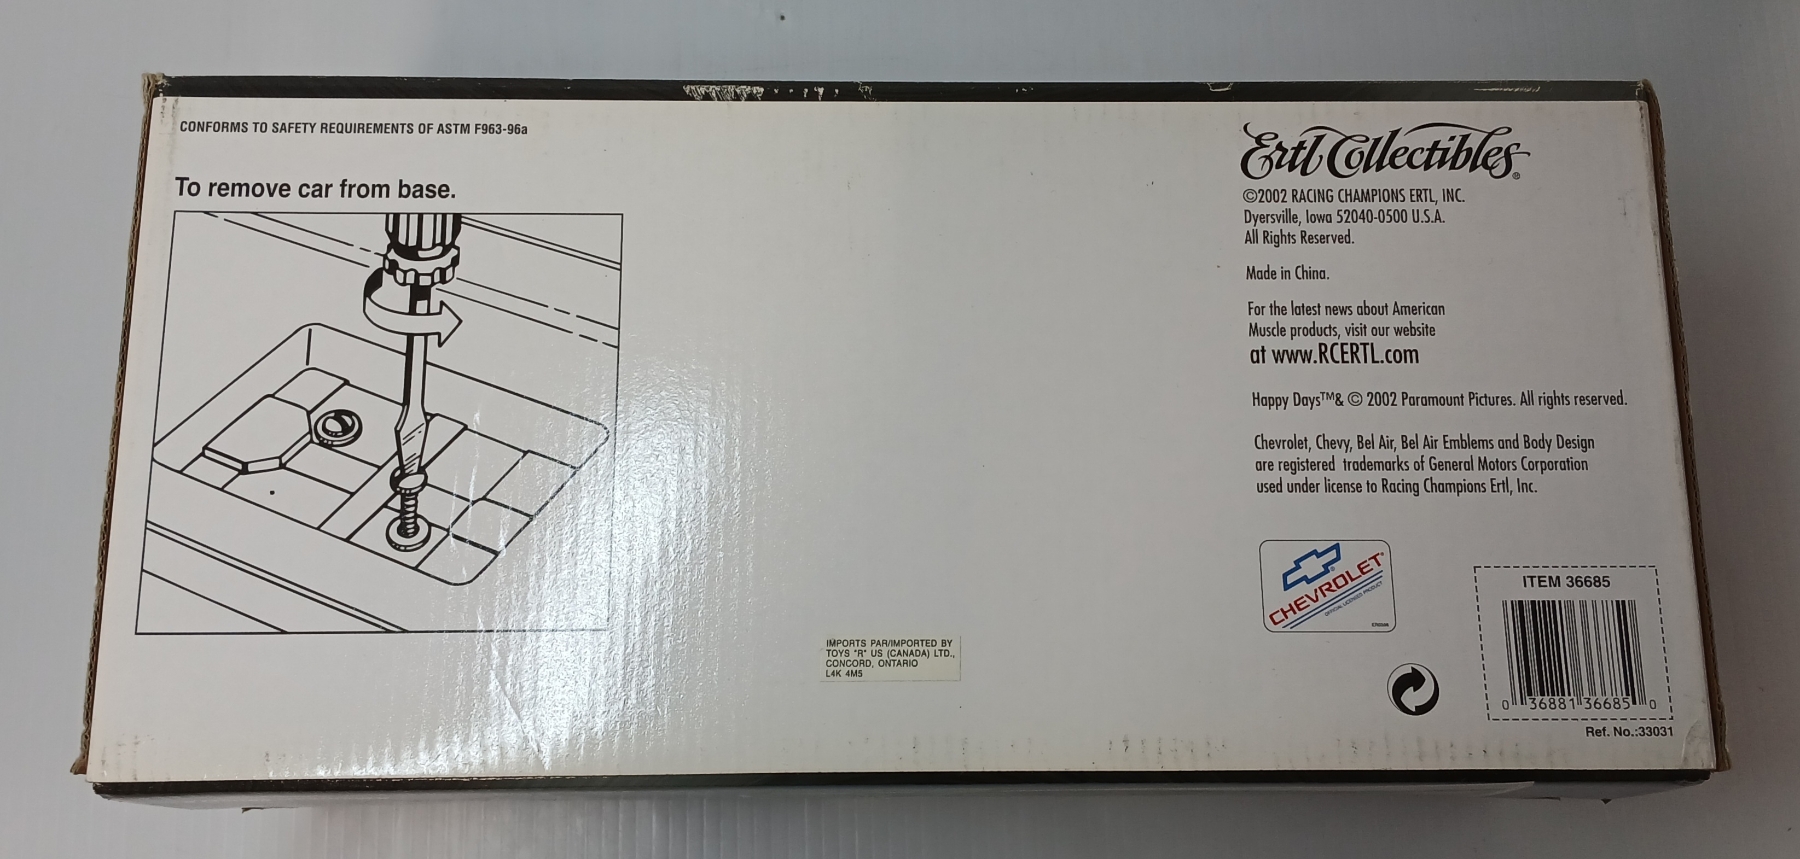 CONFORMS TO SAFETY REQUIREMENTS OF ASTM F963-96a
To remove car from base.
Ertl Collectibles®
©2002 RACING CHAMPIONS ERTL, INC.
Dyersville, Iowa 52040-0500 U.S.A.
All Rights Reserved.
Made in China.
For the latest news about American
Muscle products, visit our website
at www.RCERTL.com
Happy Days™& © 2002 Paramount Pictures. All rights reserved.
Chevrolet, Chevy, Bel Air, Bel Air Emblems and Body Design
are registered trademarks of General Motors Corporation
used under license to Racing Champions Ertl, Inc.
CHEVROLET
OFFICIAL LICENSED PRODUCT
IMPORTS PAR/IMPORTED BY
TOYS "R" US (CANADA) LTD.,
CONCORD, ONTARIO
L4K 4M5
ITEM 36685
0 36881 36685 0
Ref. No.:33031